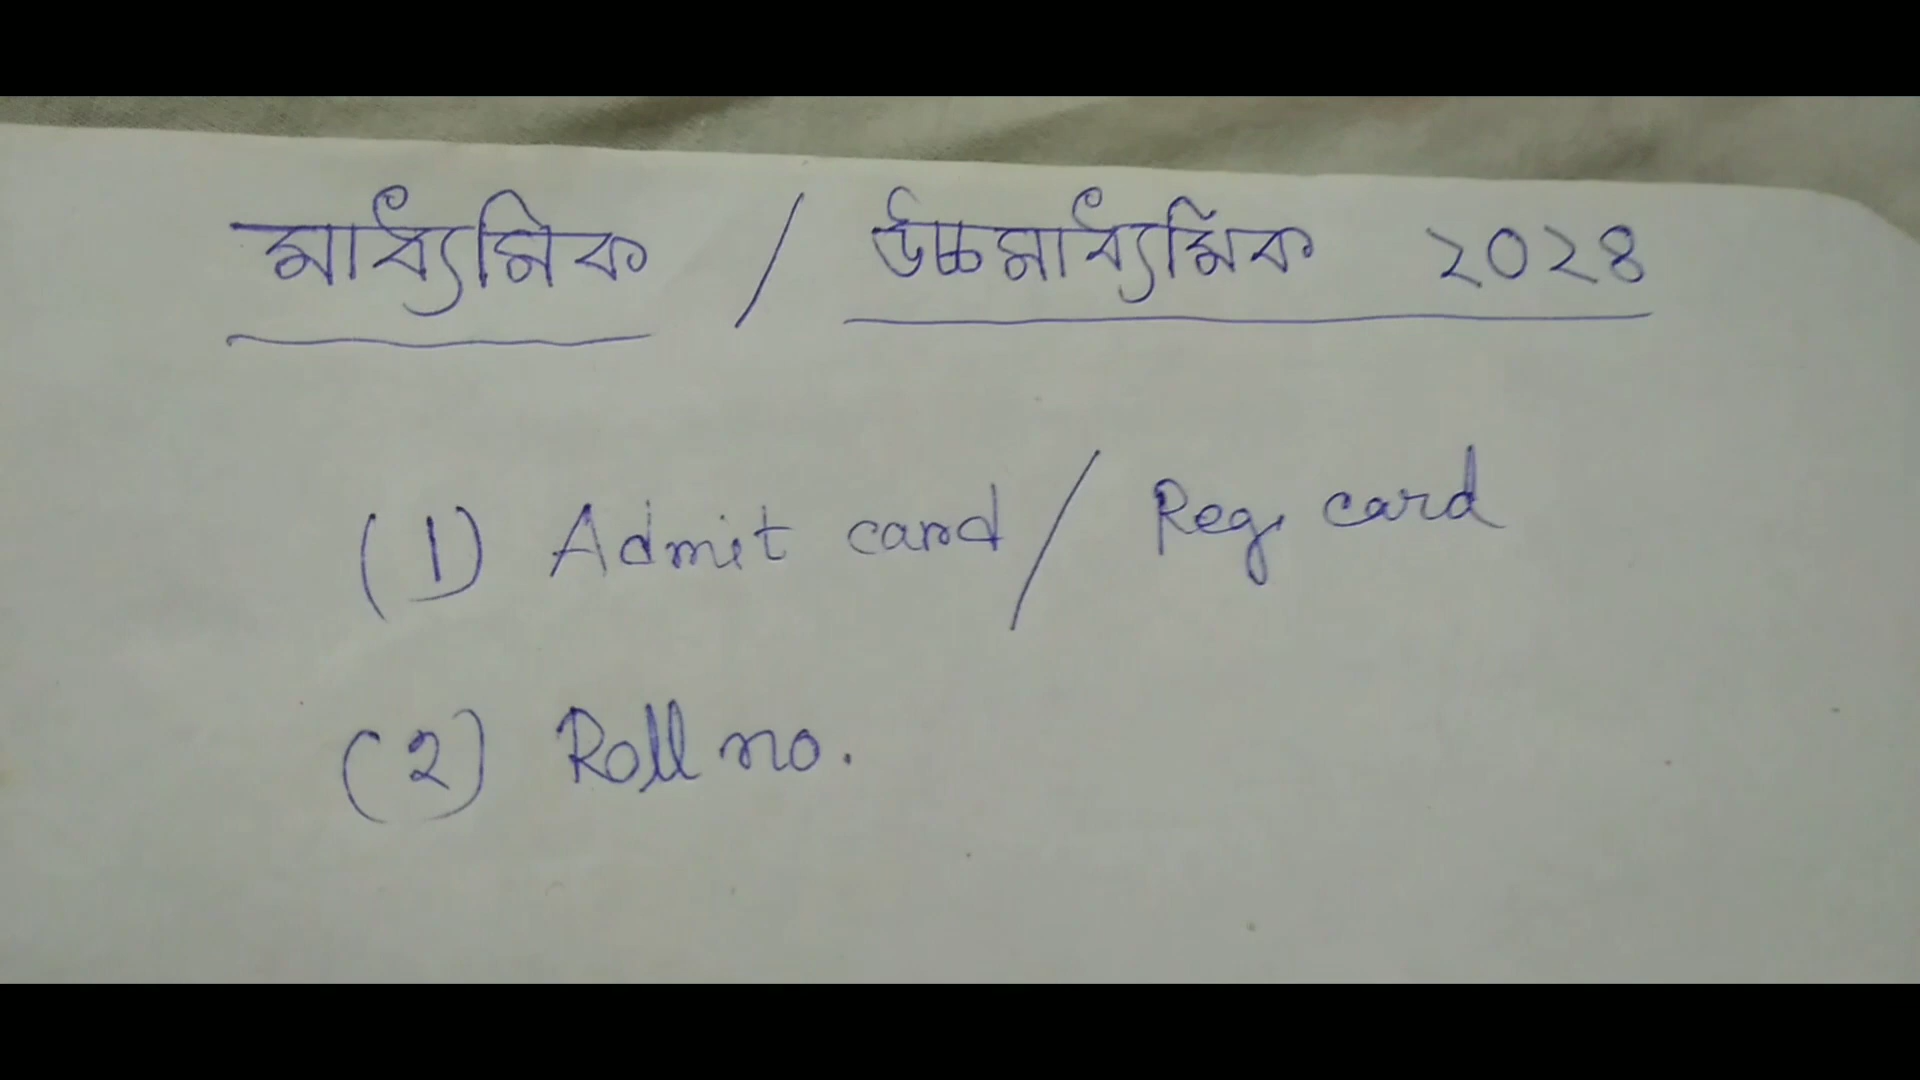 মাধ্যমিক / উচ্চমাধ্যমিক ২০২৪
(1) Admit card / Reg. card
(2) Roll no.